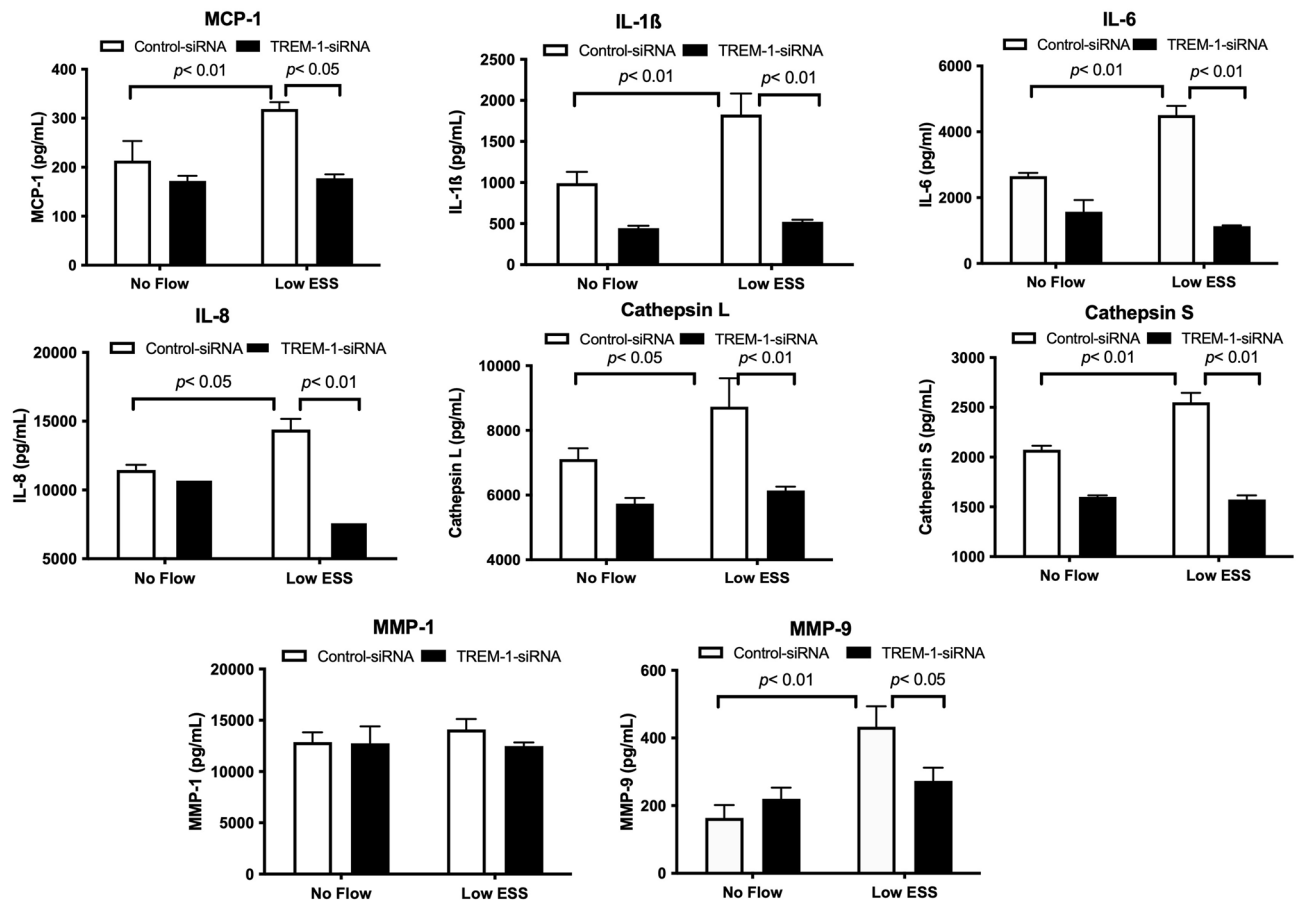 MCP-1
Control-siRNA TREM-1-siRNA
p< 0.01 p< 0.05
MCP-1 (pg/mL)
400
300
200
100
0
No Flow Low ESS
IL-1ß
Control-siRNA TREM-1-siRNA
p< 0.01 p< 0.01
IL-1ß (pg/mL)
2500
2000
1500
1000
500
0
No Flow Low ESS
IL-6
Control-siRNA TREM-1-siRNA
p< 0.01 p< 0.01
IL-6 (pg/ml)
6000
4000
2000
0
No Flow Low ESS
IL-8
Control-siRNA TREM-1-siRNA
p< 0.05 p< 0.01
IL-8 (pg/mL)
20000
15000
10000
5000
No Flow Low ESS
Cathepsin L
Control-siRNA TREM-1-siRNA
p< 0.05 p< 0.01
Cathepsin L (pg/mL)
10000
8000
6000
4000
No Flow Low ESS
Cathepsin S
Control-siRNA TREM-1-siRNA
p< 0.01 p< 0.01
Cathepsin S (pg/mL)
3000
2500
2000
1500
1000
No Flow Low ESS
MMP-1
Control-siRNA TREM-1-siRNA
MMP-1 (pg/mL)
20000
15000
10000
5000
0
No Flow Low ESS
MMP-9
Control-siRNA TREM-1-siRNA
p< 0.01 p< 0.05
MMP-9 (pg/mL)
600
400
200
0
No Flow Low ESS